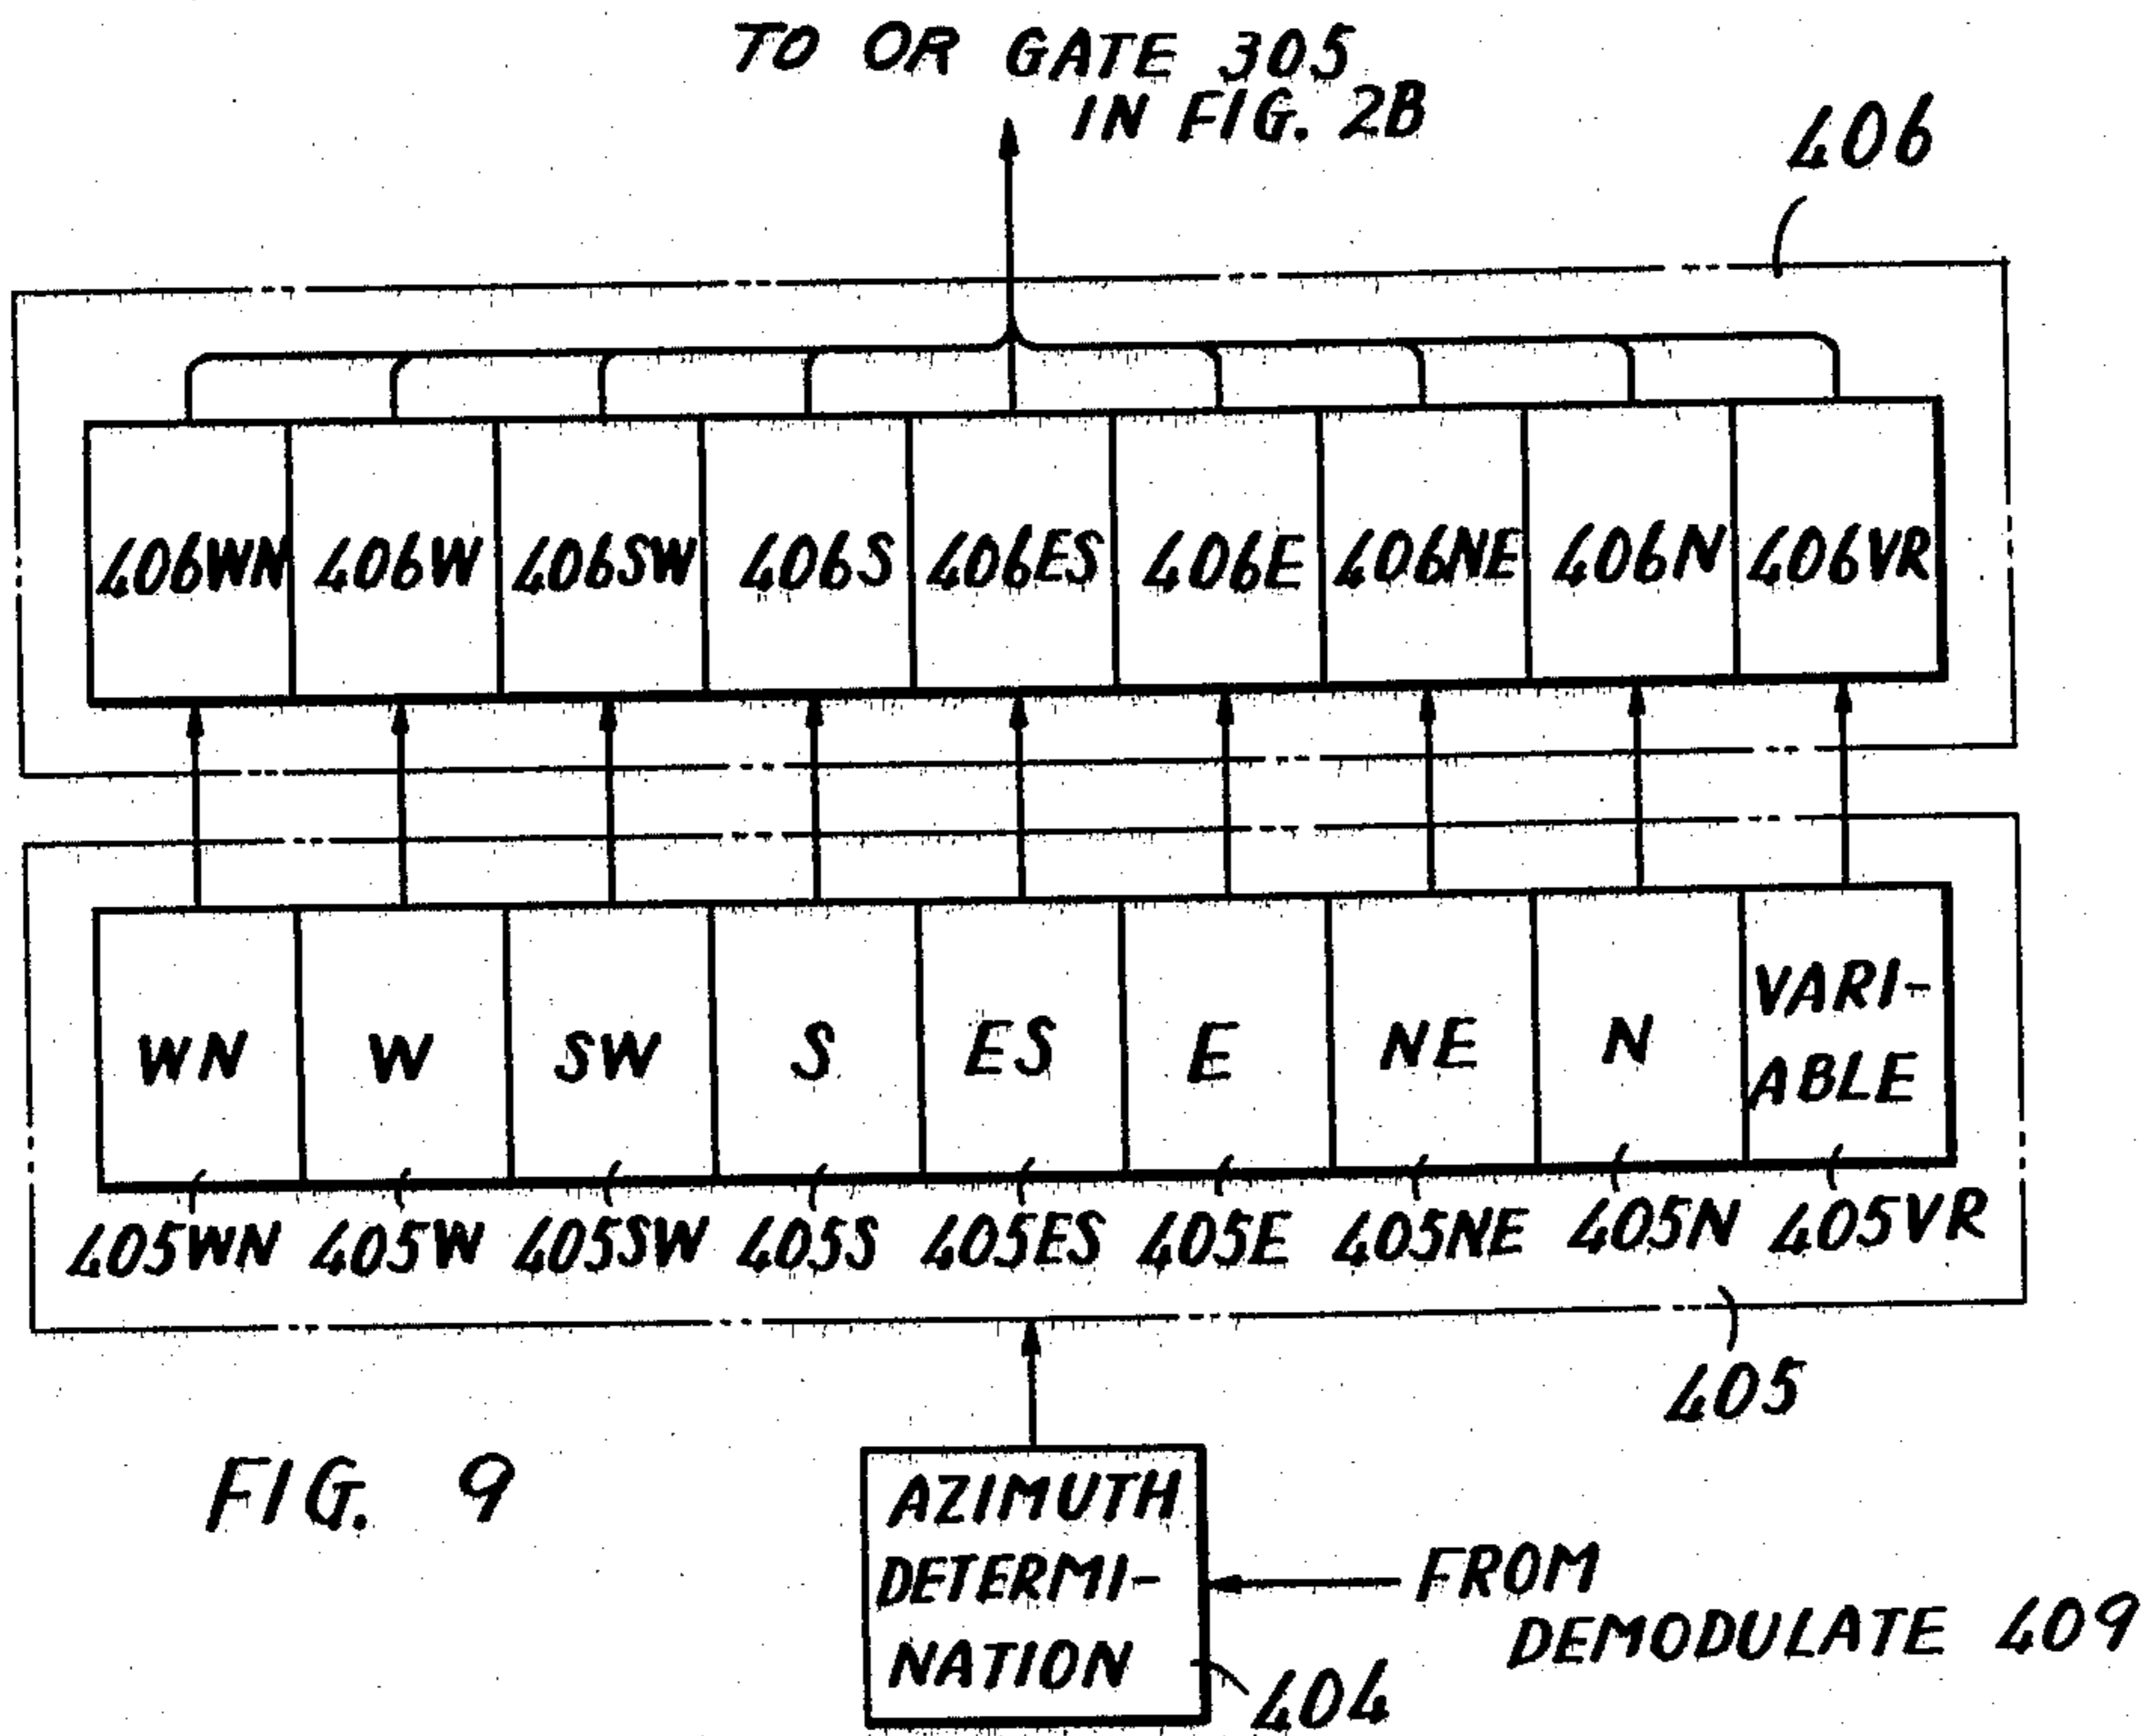 TO OR GATE 305
IN FIG. 2B
406
406WN 406W 406SW 406S 406ES 406E 406NE 406N 406VR
WN W SW S ES E NE N VARI-
ABLE
405WN 405W 405SW 405S 405ES 405E 405NE 405N 405VR
405
FIG. 9
AZIMUTH
DETERMI-
NATION
404
FROM
DEMODULATE 409